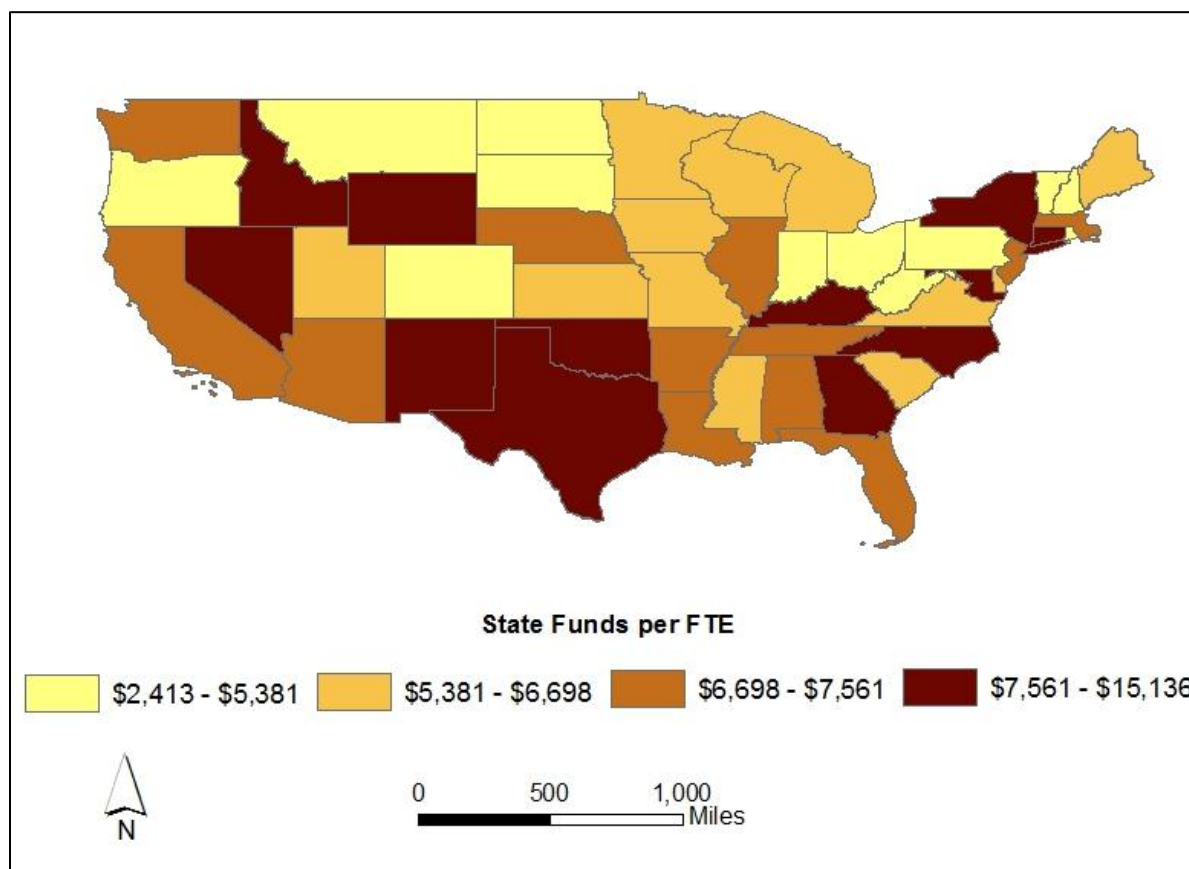 State Funds per FTE
$2,413 - $5,381 $5,381 - $6,698 $6,698 - $7,561 $7,561 - $15,136
0 500 1,000
Miles
N